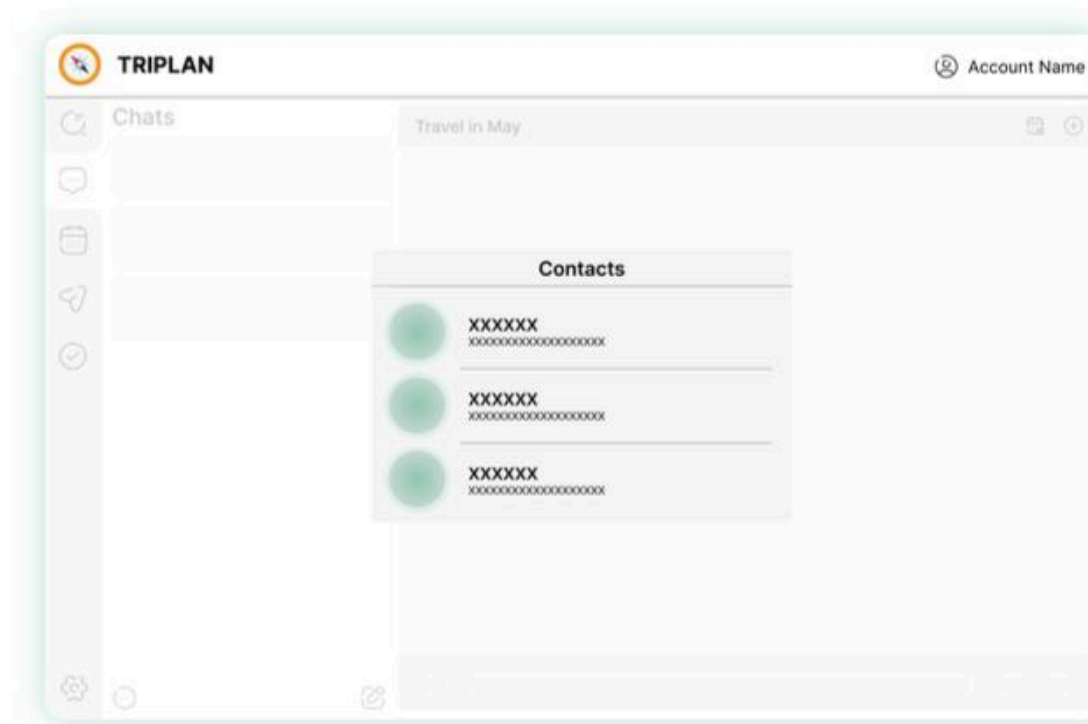 TRIPLAN
Account Name
Chats
Travel in May
Contacts
XXXXXX
xxxxxxxxxxxxxxxxxxx
XXXXXX
xxxxxxxxxxxxxxxxxxx
XXXXXX
xxxxxxxxxxxxxxxxxxx